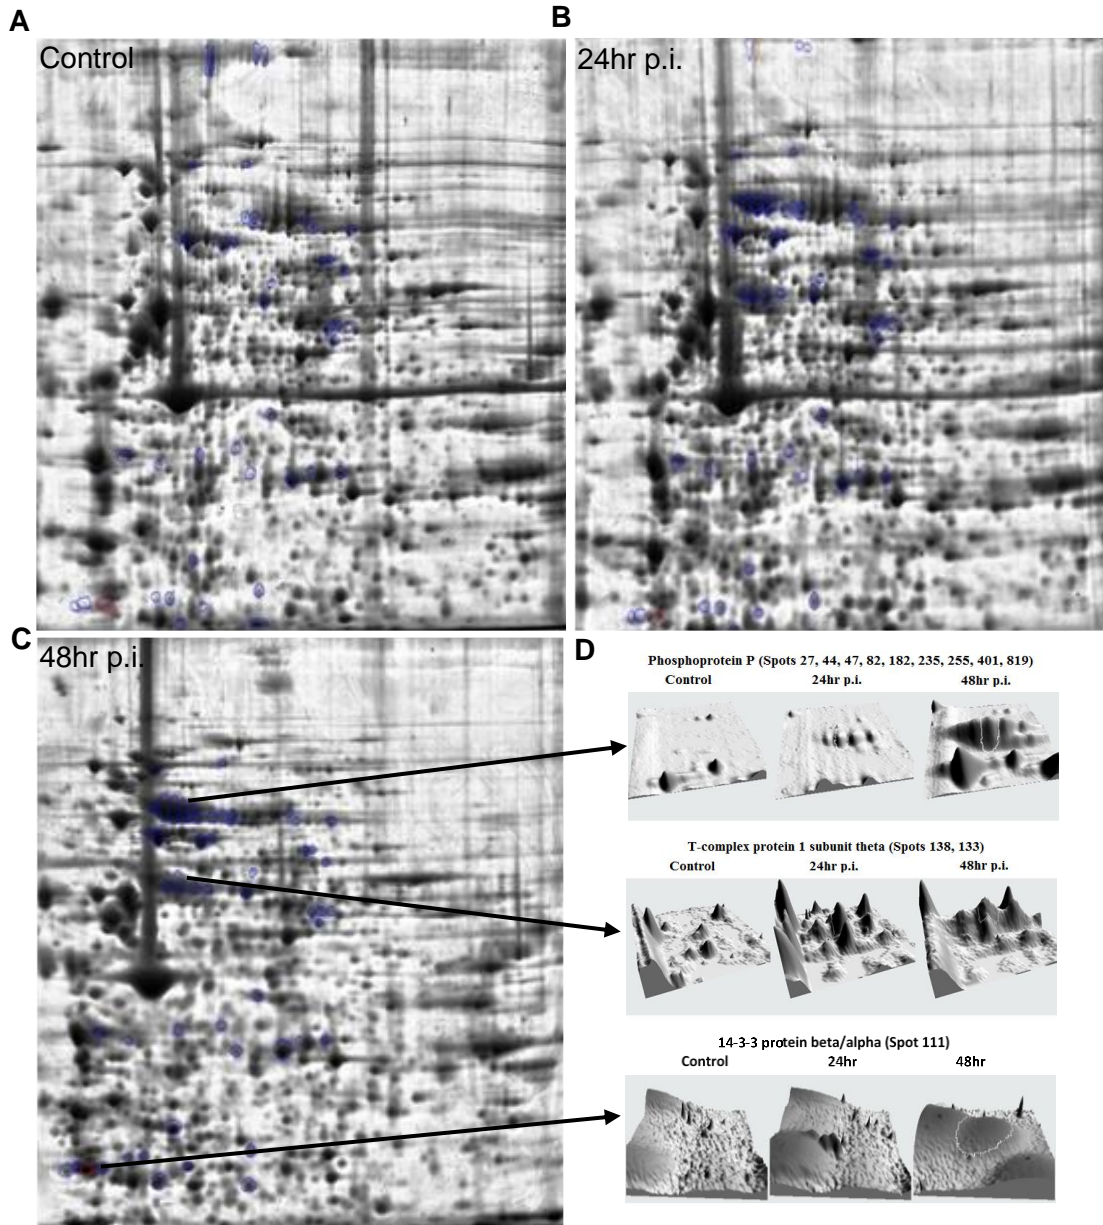 A
Control
B
24hr p.i.
C
48hr p.i.
D
Phosphoprotein P (Spots 27, 44, 47, 82, 182, 235, 255, 401, 819)
Control 24hr p.i. 48hr p.i.
T-complex protein 1 subunit theta (Spots 138, 133)
Control 24hr p.i. 48hr p.i.
14-3-3 protein beta/alpha (Spot 111)
Control 24hr 48hr